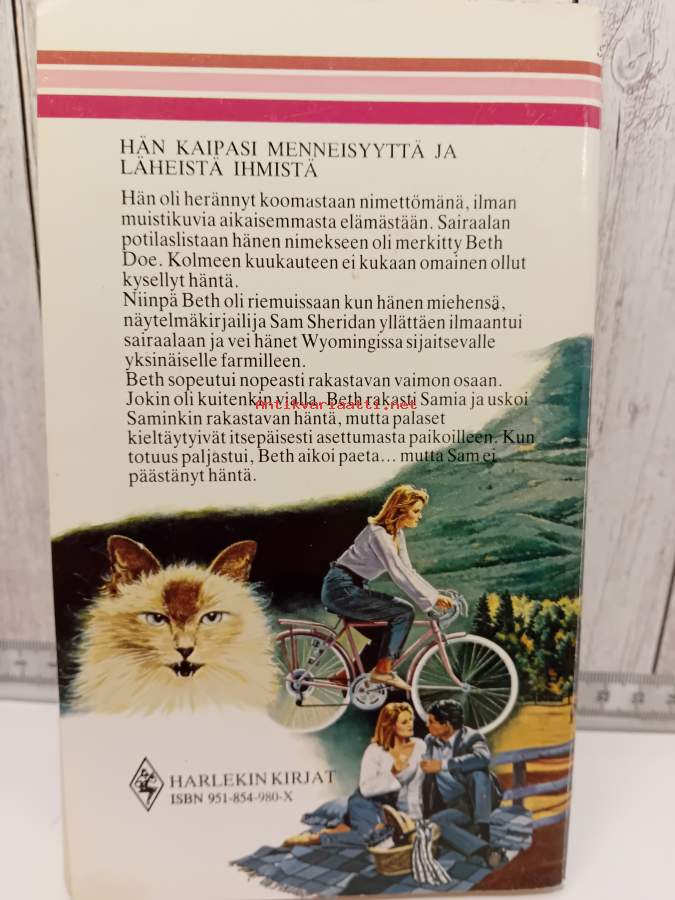 HÄN KAIPASI MENNEISYYTTÄ JA
LÄHEISTÄ IHMISTÄ
Hän oli herännyt koomastaan nimettömänä, ilman
muistikuvia aikaisemmasta elämästään. Sairaalan
potilaslistaan hänen nimekseen oli merkitty Beth
Doe. Kolmeen kuukauteen ei kukaan omainen ollut
kysellyt häntä.
Niinpä Beth oli riemuissaan kun hänen miehensä,
näytelmäkirjailija Sam Sheridan yllättäen ilmaantui
sairaalaan ja vei hänet Wyomingissa sijaitsevalle
yksinäiselle farmilleen.
Beth sopeutui nopeasti rakastavan vaimon osaan.
Jokin oli kuitenkin vialla. Beth rakasti Samia ja uskoi
Antikvariaatti.net
Saminkin rakastavan häntä, mutta palaset
kieltäytyivät itsepäisesti asettumasta paikoilleen. Kun
totuus paljastui, Beth aikoi paeta... mutta Sam ei
päästänyt häntä.
HARLEKIN KIRJAT
ISBN 951-854-980-X